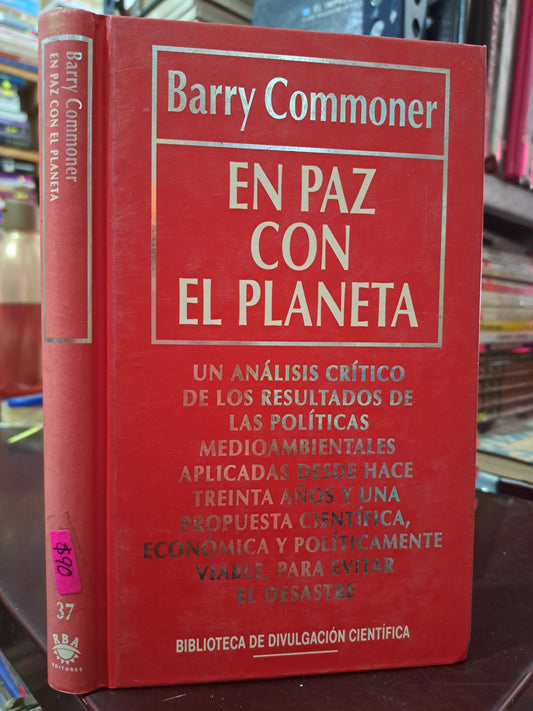 Barry Commoner
EN PAZ CON EL PLANETA
$90
37
RBA
EDITORES
Barry Commoner
EN PAZ
CON
EL PLANETA
UN ANÁLISIS CRÍTICO
DE LOS RESULTADOS DE
LAS POLÍTICAS
MEDIOAMBIENTALES
APLICADAS DESDE HACE
TREINTA AÑOS Y UNA
PROPUESTA CIENTÍFICA,
ECONÓMICA Y POLÍTICAMENTE
VIABLE, PARA EVITAR
EL DESASTRE
BIBLIOTECA DE DIVULGACIÓN CIENTÍFICA